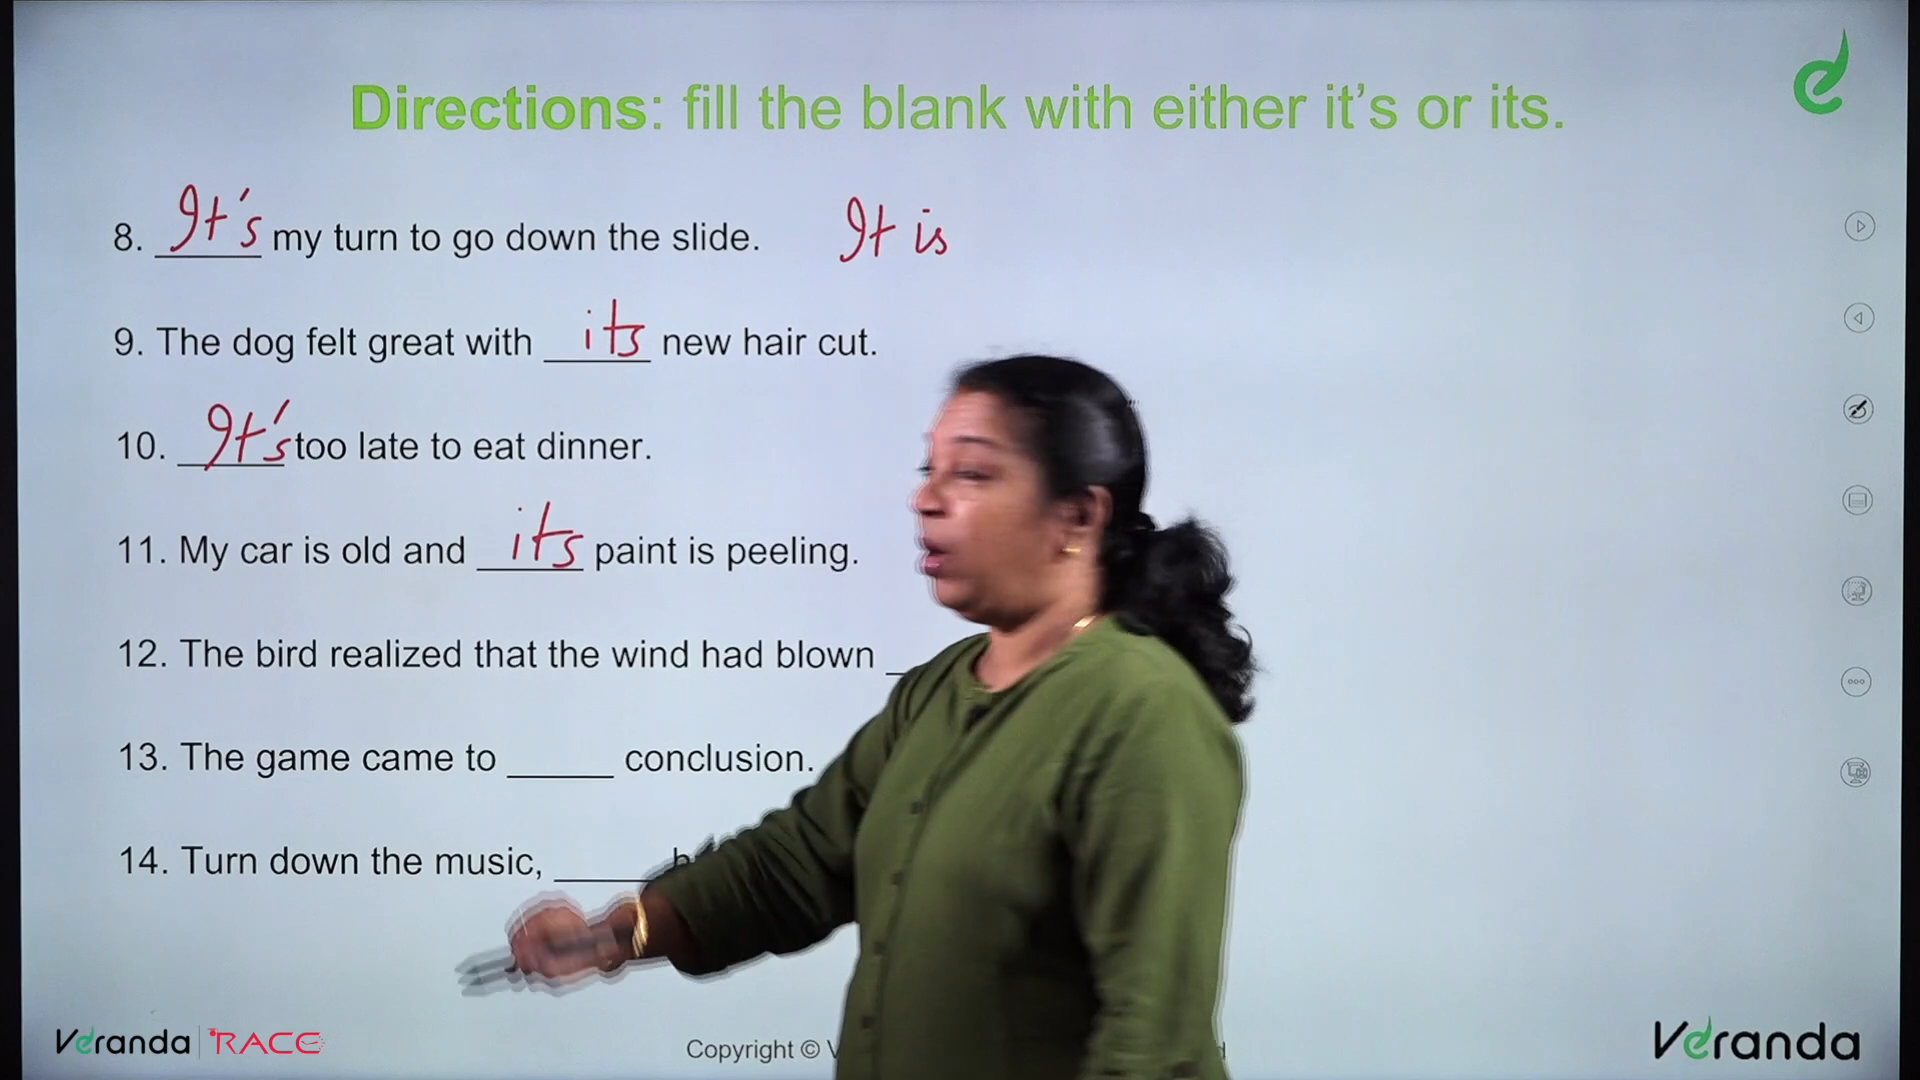 Directions: fill the blank with either it's or its.
8. It's my turn to go down the slide. It is
9. The dog felt great with its new hair cut.
10. It's too late to eat dinner.
11. My car is old and its paint is peeling.
12. The bird realized that the wind had blown _
13. The game came to _____ conclusion.
14. Turn down the music, _____
Veranda RACE
Copyright ©
Veranda